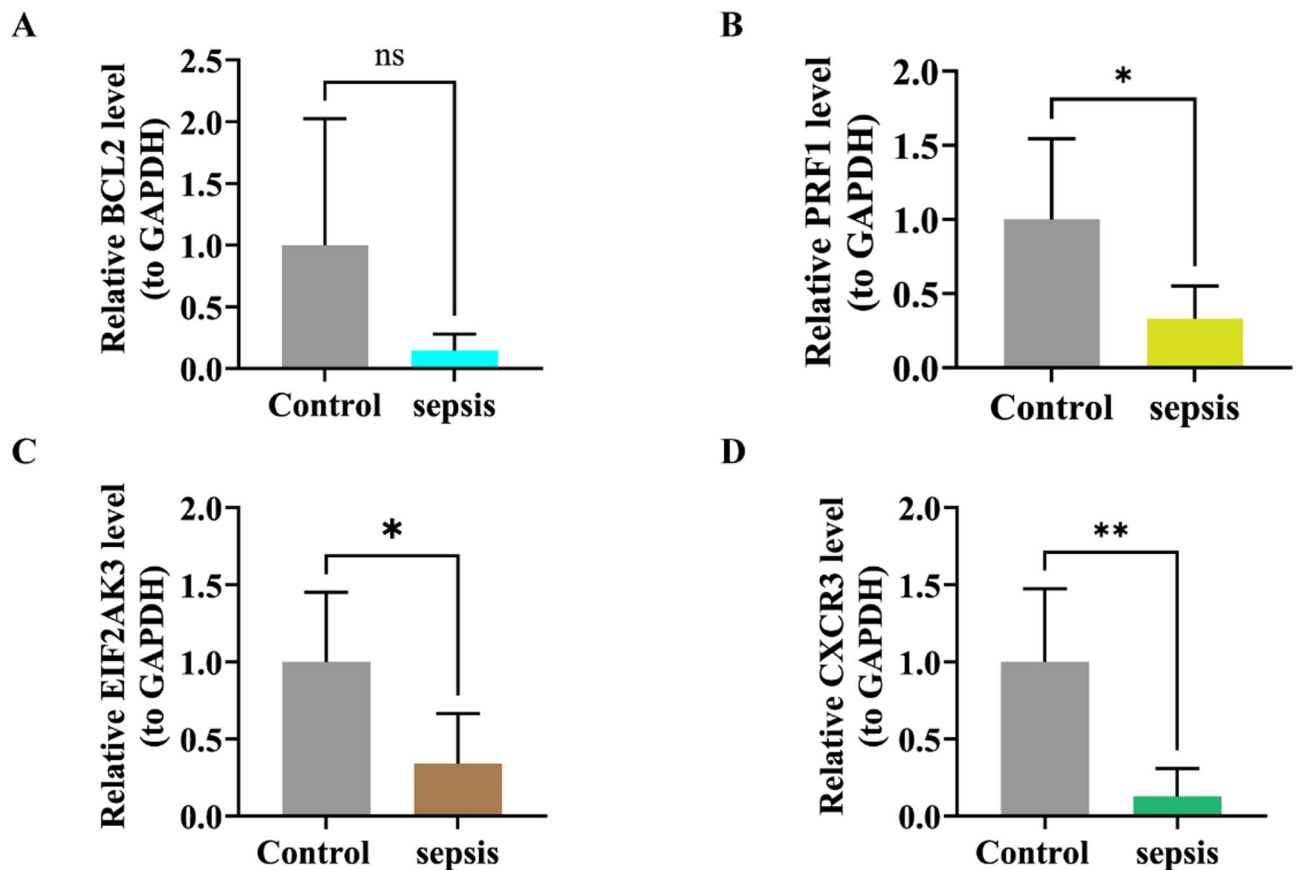 A
Relative BCL2 level
(to GAPDH)
2.5
2.0
1.5
1.0
0.5
0.0
ns
Control sepsis
B
Relative PRF1 level
(to GAPDH)
2.0
1.5
1.0
0.5
0.0
*
Control sepsis
C
Relative EIF2AK3 level
(to GAPDH)
2.0
1.5
1.0
0.5
0.0
*
Control sepsis
D
Relative CXCR3 level
(to GAPDH)
2.0
1.5
1.0
0.5
0.0
**
Control sepsis